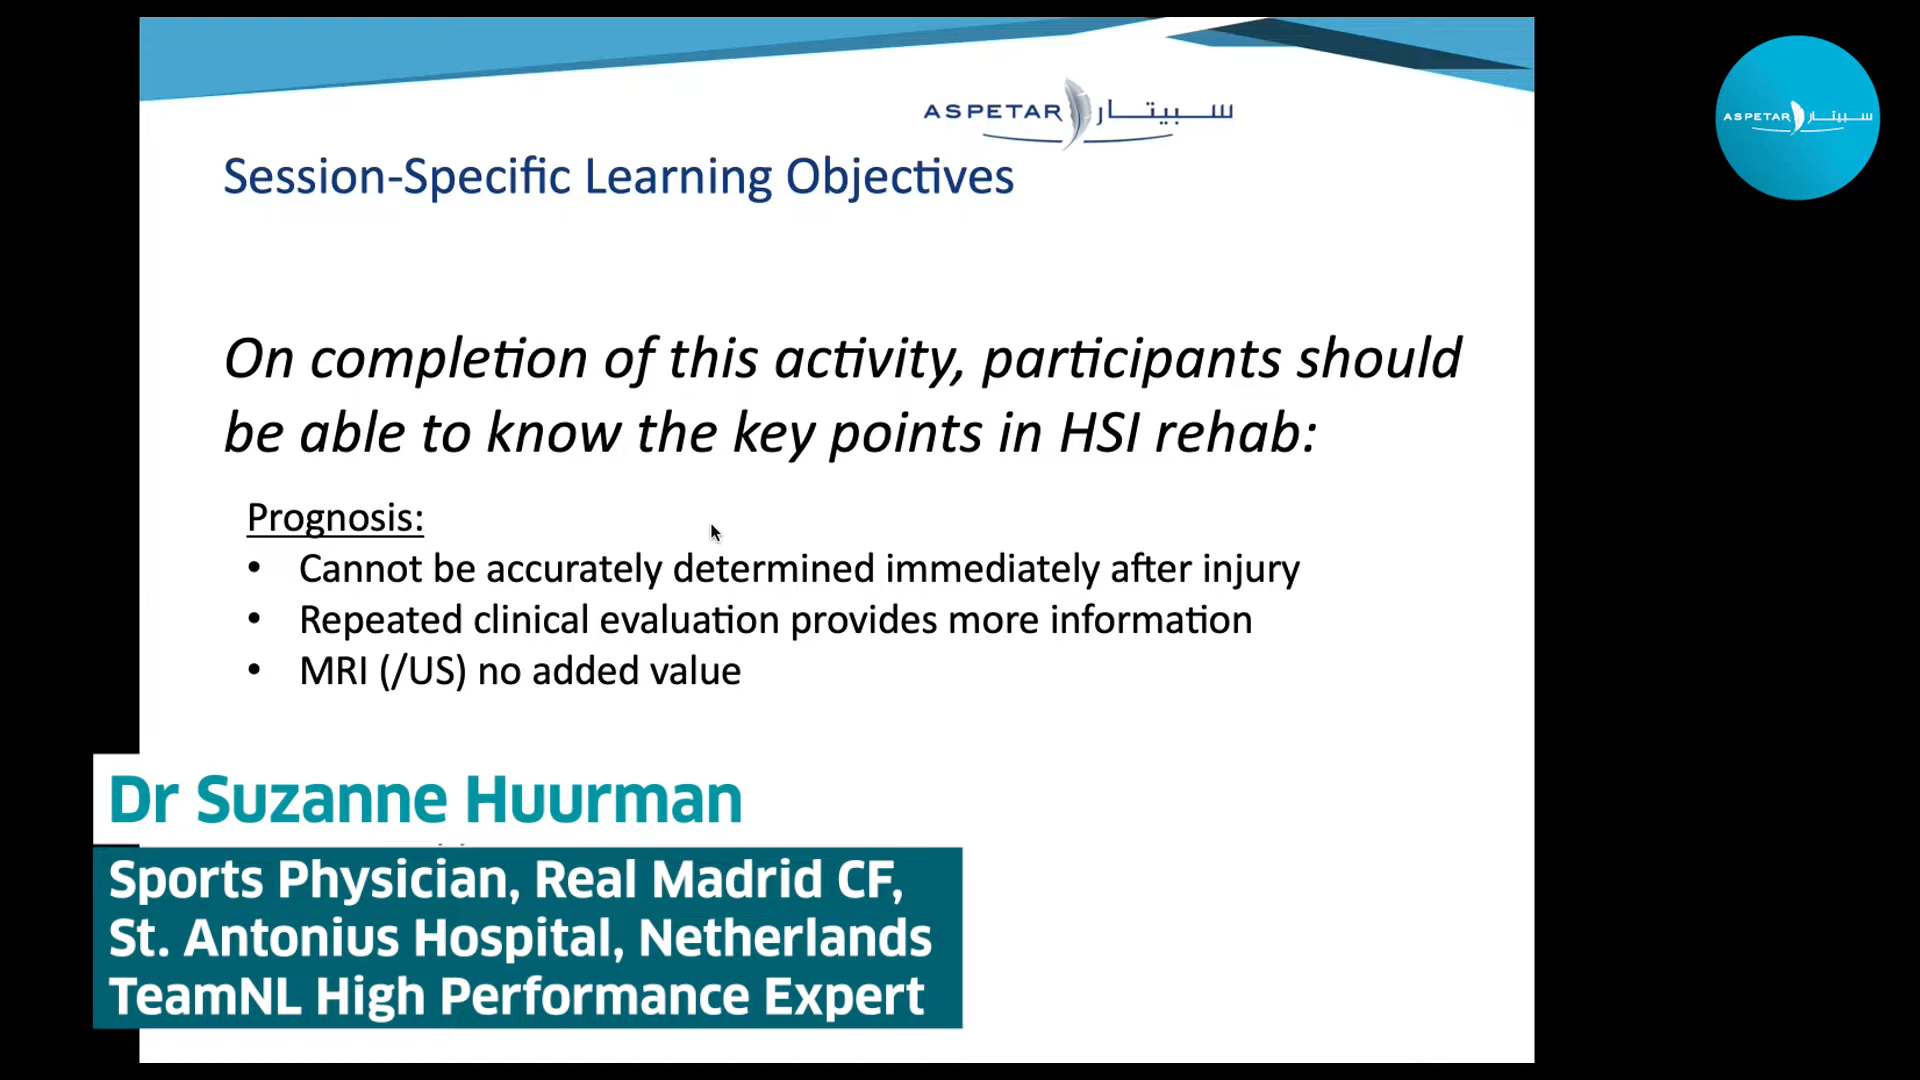 ASPETAR سبيتار
ASPETAR سبيتار
Session-Specific Learning Objectives
On completion of this activity, participants should
be able to know the key points in HSI rehab:
Prognosis:
• Cannot be accurately determined immediately after injury
• Repeated clinical evaluation provides more information
• MRI (/US) no added value
Dr Suzanne Huurman
Sports Physician, Real Madrid CF,
St. Antonius Hospital, Netherlands
TeamNL High Performance Expert